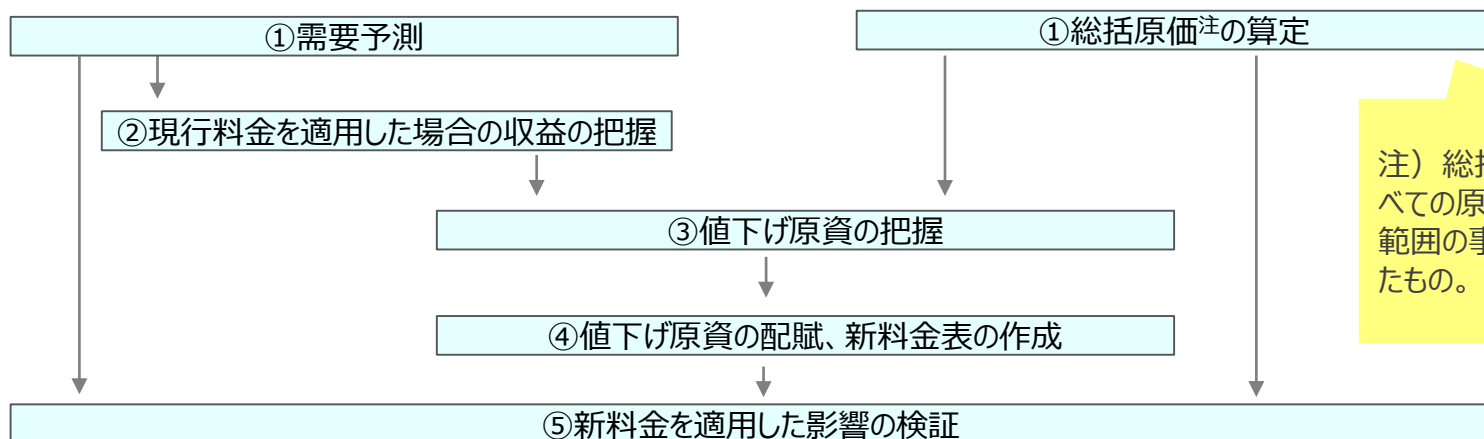 ①需要予測
①総括原価注の算定
②現行料金を適用した場合の収益の把握
③値下げ原資の把握
④値下げ原資の配賦、新料金表の作成
⑤新料金を適用した影響の検証
注）総括
べての原
範囲の事
たもの。